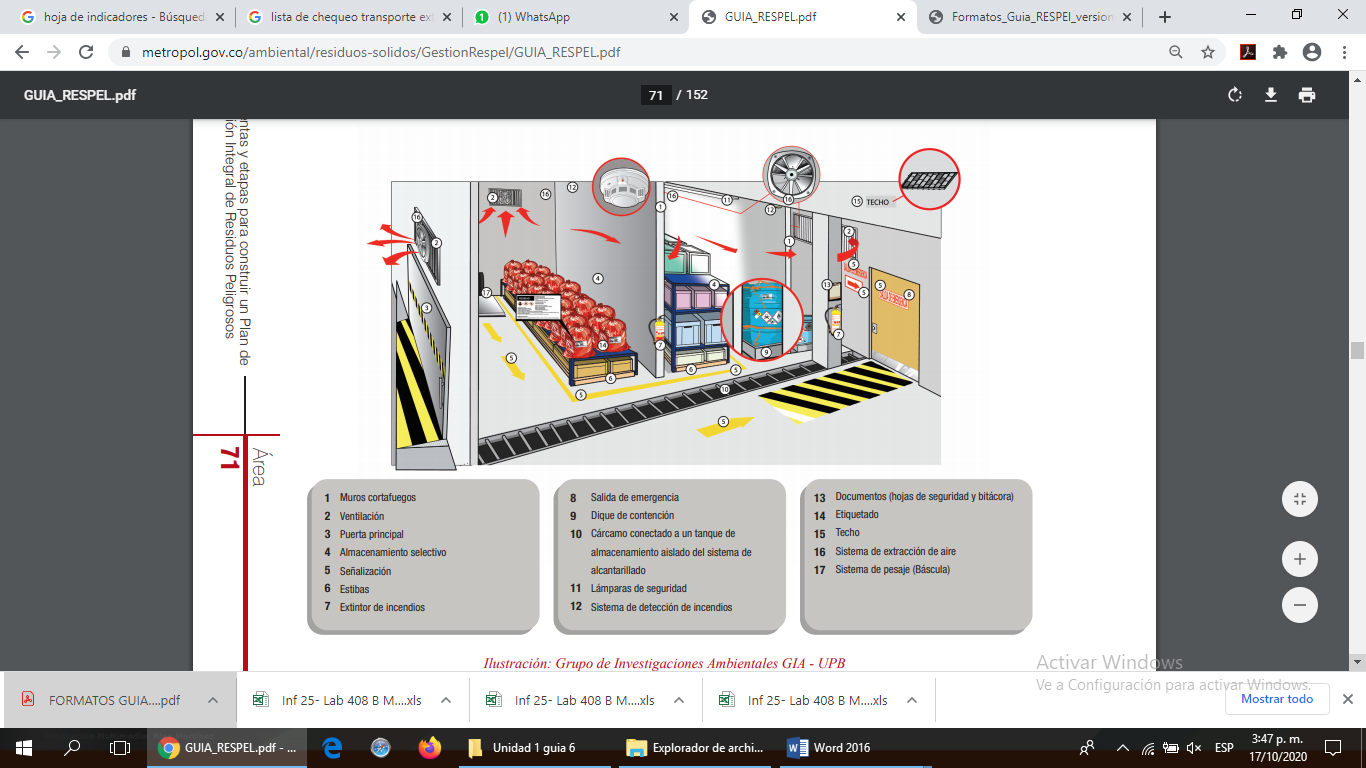 hoja de indicadores - Búsqued
lista de chequeo transporte ext
(1) WhatsApp
GUIA_RESPEL.pdf
Formatos_Guia_RESPEl_version
metropol.gov.co/ambiental/residuos-solidos/GestionRespel/GUIA_RESPEL.pdf
GUIA_RESPEL.pdf
71 / 152
entas y etapas para construir un Plan de
ión Integral de Residuos Peligrosos
71
Área
TECHO
1 Muros cortafuegos
2 Ventilación
3 Puerta principal
4 Almacenamiento selectivo
5 Señalización
6 Estibas
7 Extintor de incendios
8 Salida de emergencia
9 Dique de contención
10 Cárcamo conectado a un tanque de
almacenamiento aislado del sistema de
alcantarillado
11 Lámparas de seguridad
12 Sistema de detección de incendios
13 Documentos (hojas de seguridad y bitácora)
14 Etiquetado
15 Techo
16 Sistema de extracción de aire
17 Sistema de pesaje (Báscula)
Ilustración: Grupo de Investigaciones Ambientales GIA - UPB
Activar Windows
Ve a Configuración para activar Windows.
FORMATOS GUIA....pdf
Inf 25- Lab 408 B M....xls
Inf 25- Lab 408 B M....xls
Inf 25- Lab 408 B M....xls
Mostrar todo
GUIA_RESPEL.pdf - ...
Unidad 1 guia 6
Explorador de archi...
Word 2016
ESP
3:47 p. m.
17/10/2020